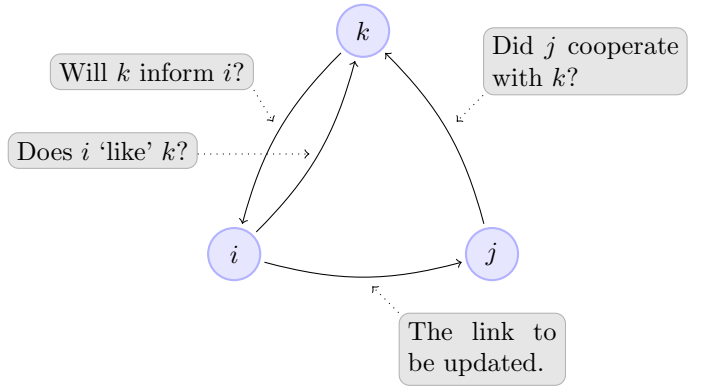 k
Did j cooperate
with k?
Will k inform i?
Does i ‘like’ k?
i
j
The link to
be updated.